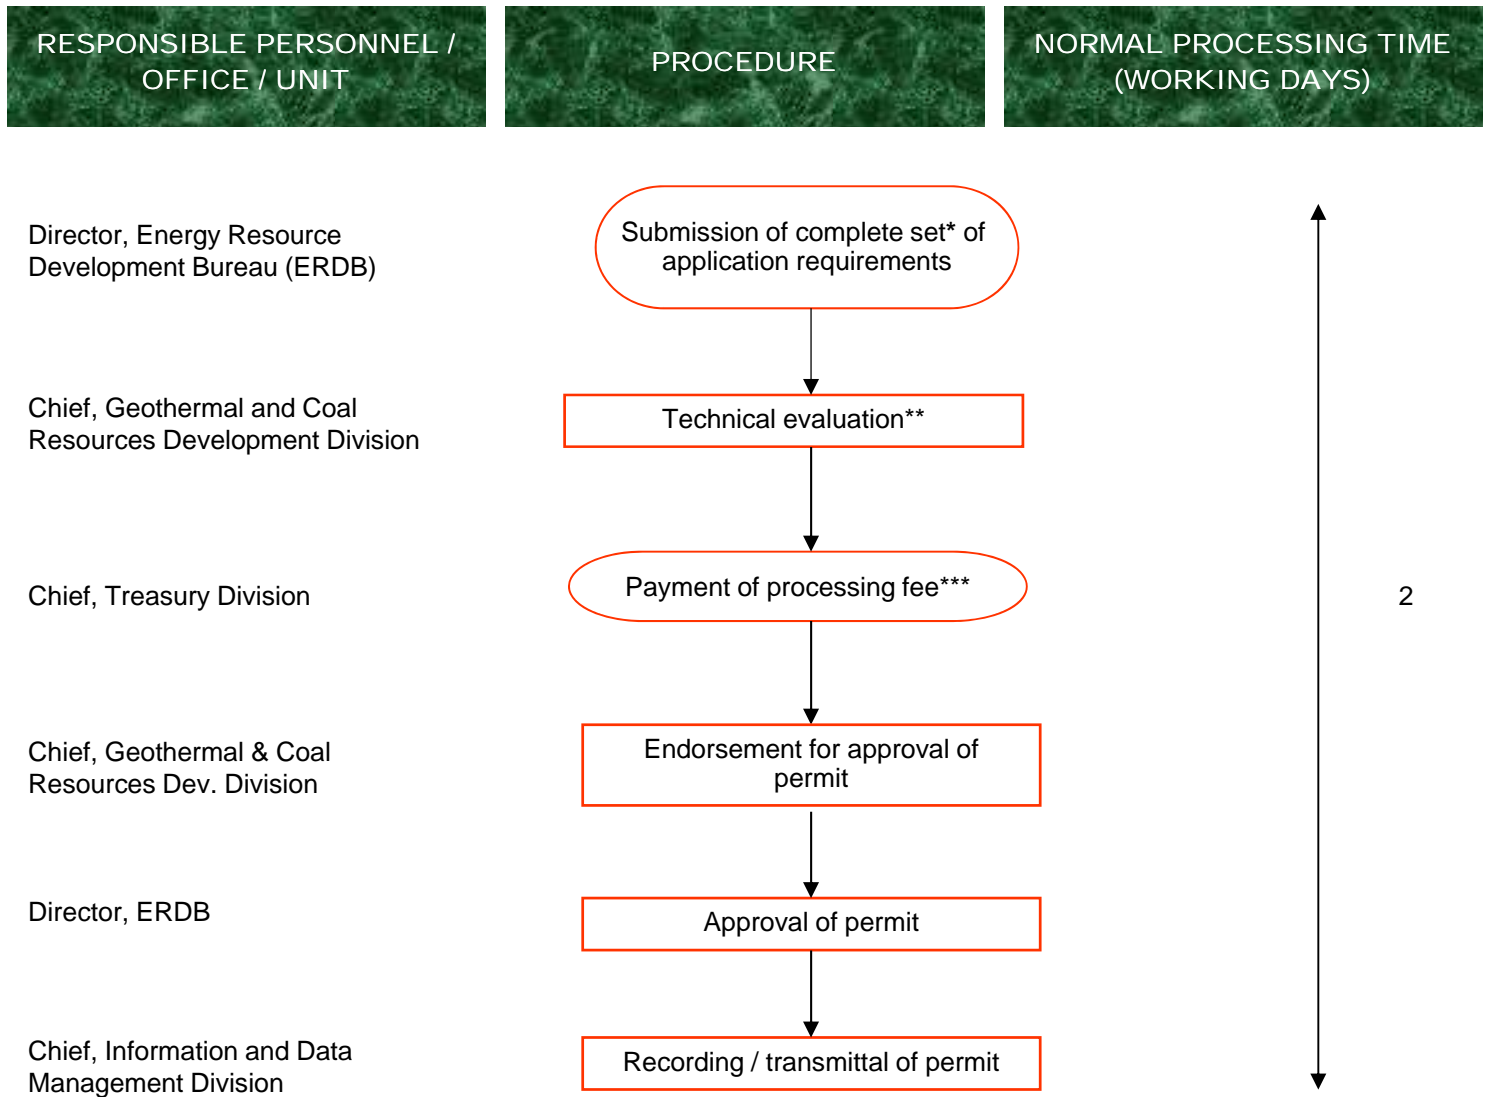 RESPONSIBLE PERSONNEL /
OFFICE / UNIT
PROCEDURE
NORMAL PROCESSING TIME
(WORKING DAYS)
Director, Energy Resource
Development Bureau (ERDB)
Submission of complete set* of
application requirements
Chief, Geothermal and Coal
Resources Development Division
Technical evaluation**
Chief, Treasury Division
Payment of processing fee***
2
Chief, Geothermal & Coal
Resources Dev. Division
Endorsement for approval of
permit
Director, ERDB
Approval of permit
Chief, Information and Data
Management Division
Recording / transmittal of permit